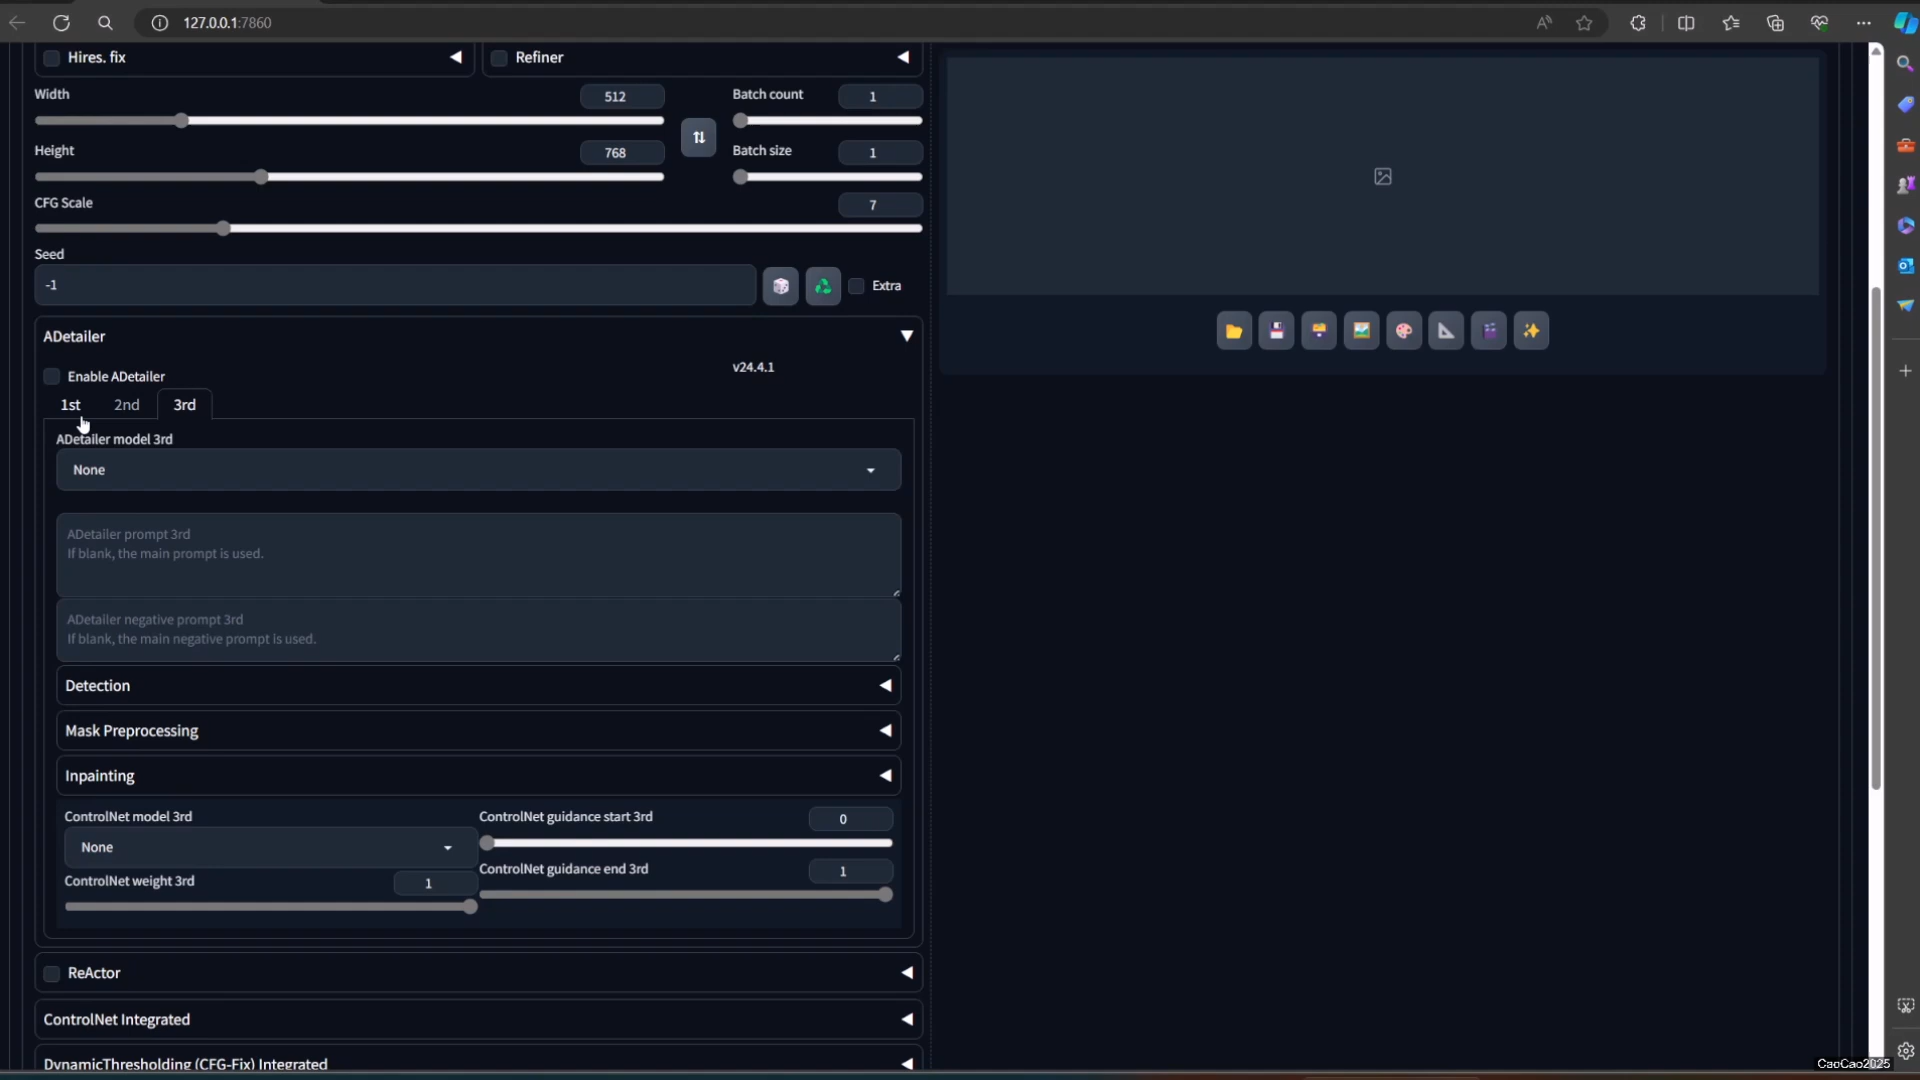 127.0.0.1:7860
Hires. fix
Refiner
Width
512
Batch count
1
Height
768
Batch size
1
CFG Scale
7
Seed
-1
Extra
ADetailer
v24.4.1
Enable ADetailer
1st
2nd
3rd
ADetailer model 3rd
None
ADetailer prompt 3rd
If blank, the main prompt is used.
ADetailer negative prompt 3rd
If blank, the main negative prompt is used.
Detection
Mask Preprocessing
Inpainting
ControlNet model 3rd
None
ControlNet guidance start 3rd
0
ControlNet weight 3rd
1
ControlNet guidance end 3rd
1
ReActor
ControlNet Integrated
DynamicThresholding (CFG-Fix) Integrated
CaoCao2025